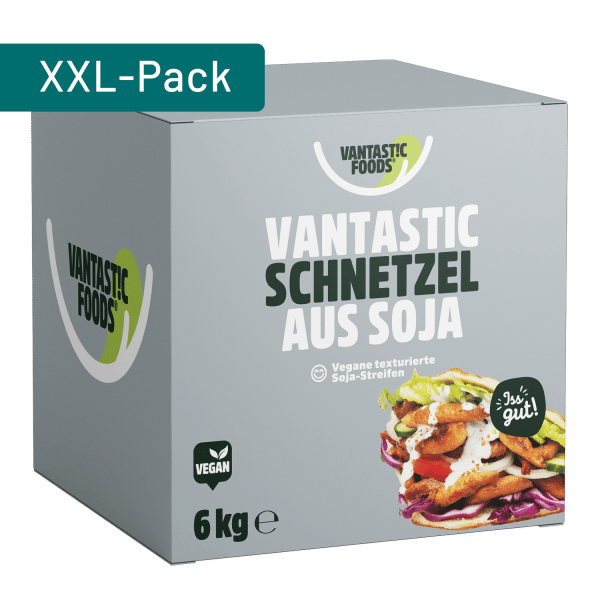 XXL-Pack
VANTASTIC
FOODS®
VANTASTIC
SCHNETZEL
AUS SOJA
Vegane texturierte
Soja-Streifen
Iss
gut!
VANTASTIC
FOODS®
VEGAN
6 kg ℮